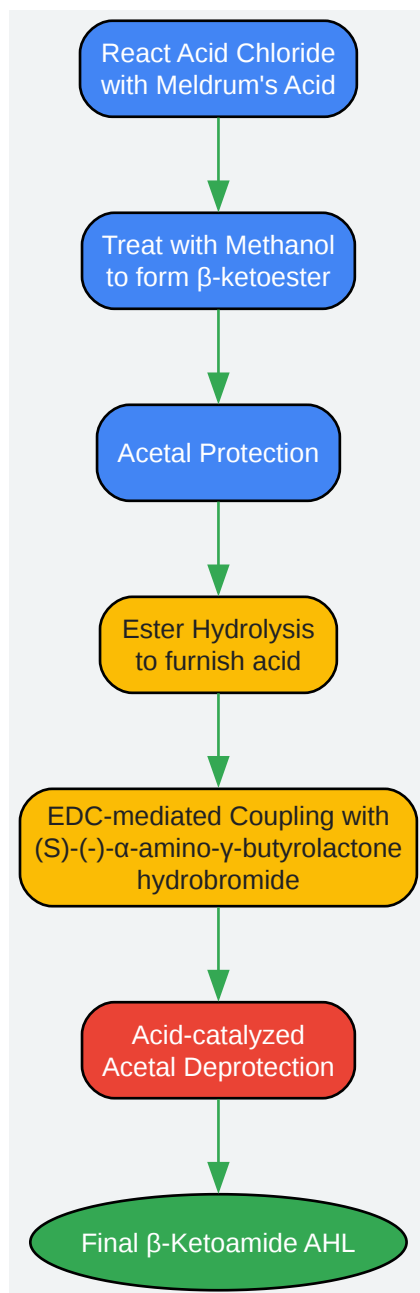 React Acid Chloride
with Meldrum's Acid
Treat with Methanol
to form β-ketoester
Acetal Protection
Ester Hydrolysis
to furnish acid
EDC-mediated Coupling with
(S)-(-)-α-amino-γ-butyrolactone
hydrobromide
Acid-catalyzed
Acetal Deprotection
Final β-Ketoamide AHL